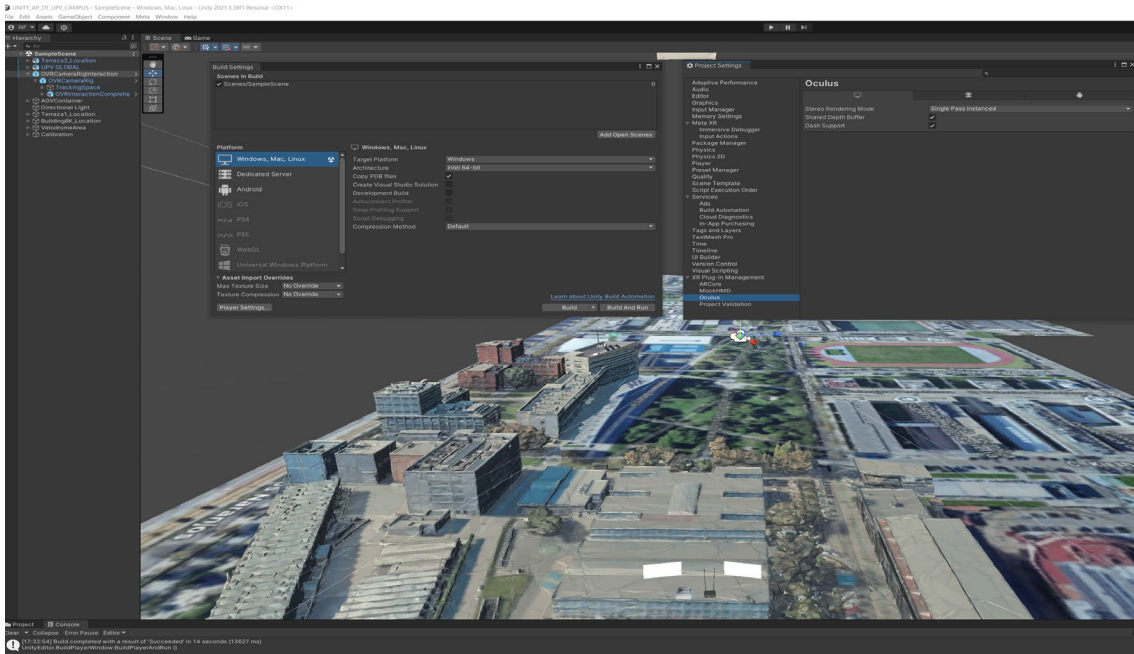 UNITY_AP_DT_UPV_CAMPUS - SampleScene - Windows, Mac, Linux - Unity 2021.3.39f1 Personal <DX11>
File Edit Assets GameObject Component Meta Window Help
Hierarchy
Scene Game
SampleScene
Terraza2_Location
UPV GLOBAL
OVRCameraRigInteraction
OVRCameraRig
TrackingSpace
OVRInteractionComprehe
AGVContainer
Directional Light
Terraza1_Location
Building8K_Location
VelodromeArea
Calibration
Build Settings
Scenes In Build
Scenes/SampleScene 0
Add Open Scenes
Platform
Windows, Mac, Linux
Dedicated Server
Android
iOS iOS
PS4
PS5
WebGL
Universal Windows Platform
Windows, Mac, Linux
Target Platform Windows
Architecture Intel 64-bit
Copy PDB files
Create Visual Studio Solution
Development Build
Autoconnect Profiler
Deep Profiling Support
Script Debugging
Compression Method Default
Asset Import Overrides
Max Texture Size No Override
Texture Compression No Override
Learn about Unity Build Automation
Player Settings...
Build Build And Run
Project Settings
Adaptive Performance
Audio
Editor
Graphics
Input Manager
Memory Settings
Meta XR
Immersive Debugger
Input Actions
Package Manager
Physics
Physics 2D
Player
Preset Manager
Quality
Scene Template
Script Execution Order
Services
Ads
Build Automation
Cloud Diagnostics
In-App Purchasing
Tags and Layers
TextMesh Pro
Time
Timeline
UI Builder
Version Control
Visual Scripting
XR Plug-in Management
ARCore
MockHMD
Oculus
Project Validation
Oculus
Stereo Rendering Mode Single Pass Instanced
Shared Depth Buffer
Dash Support
Project Console
Clear Collapse Error Pause Editor
[17:32:54] Build completed with a result of 'Succeeded' in 14 seconds (13627 ms)
UnityEditor.BuildPlayerWindow:BuildPlayerAndRun ()